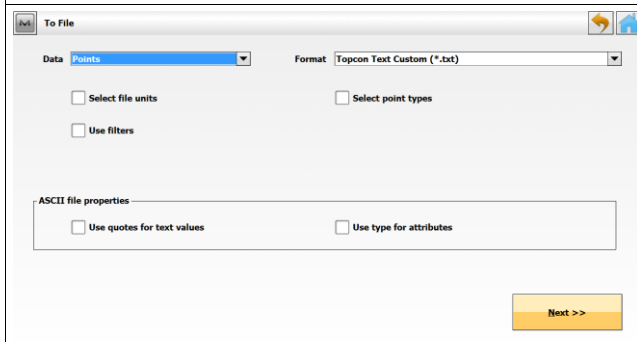 To File
Data Points Format Topcon Text Custom (*.txt)
Select file units Select point types
Use filters
ASCII file properties
Use quotes for text values Use type for attributes
Next >>